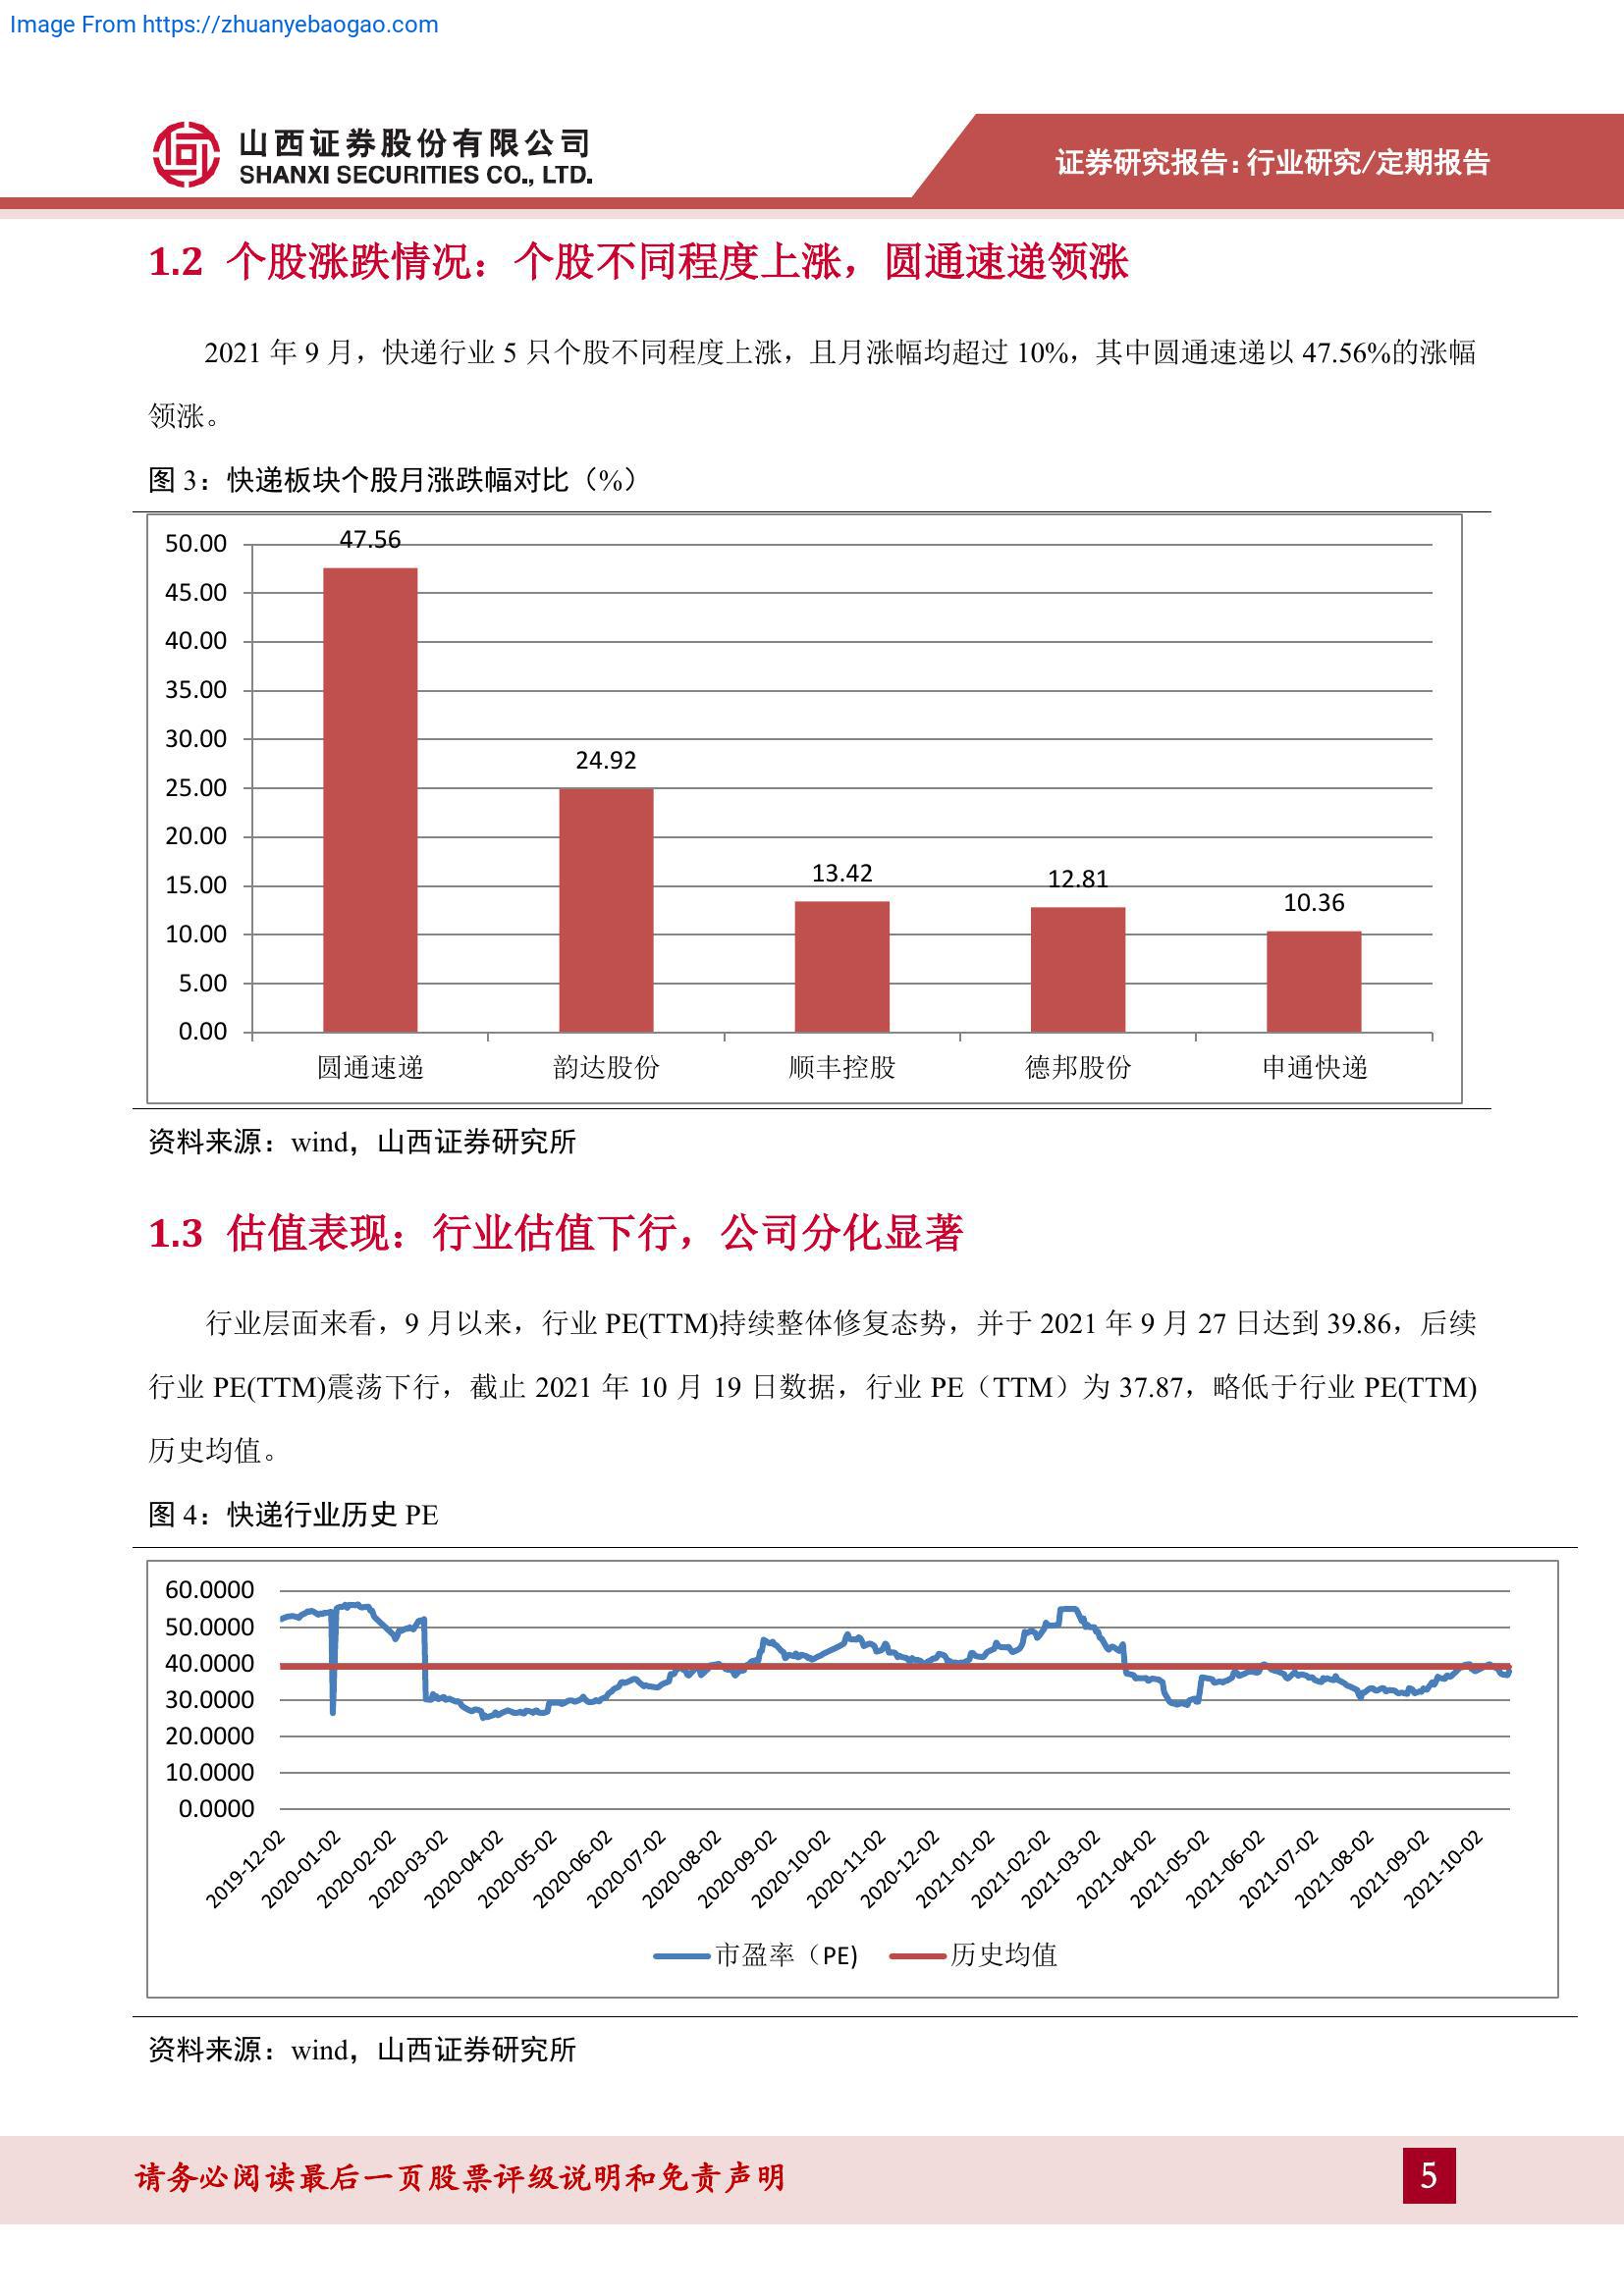 Image From https://zhuanyebaogao.com
山西证券股份有限公司
SHANXI SECURITIES CO., LTD.
证券研究报告：行业研究/定期报告
1.2 个股涨跌情况：个股不同程度上涨，圆通速递领涨
2021 年 9 月，快递行业 5 只个股不同程度上涨，且月涨幅均超过 10%，其中圆通速递以 47.56%的涨幅
领涨。
图 3：快递板块个股月涨跌幅对比（%）
50.00
45.00
40.00
35.00
30.00
25.00
20.00
15.00
10.00
5.00
0.00
47.56
24.92
13.42
12.81
10.36
圆通速递 韵达股份 顺丰控股 德邦股份 申通快递
资料来源：wind，山西证券研究所
1.3 估值表现：行业估值下行，公司分化显著
行业层面来看，9 月以来，行业 PE(TTM)持续整体修复态势，并于 2021 年 9 月 27 日达到 39.86，后续
行业 PE(TTM)震荡下行，截止 2021 年 10 月 19 日数据，行业 PE（TTM）为 37.87，略低于行业 PE(TTM)
历史均值。
图 4：快递行业历史 PE
60.0000
50.0000
40.0000
30.0000
20.0000
10.0000
0.0000
2019-12-02
2020-01-02
2020-02-02
2020-03-02
2020-04-02
2020-05-02
2020-06-02
2020-07-02
2020-08-02
2020-09-02
2020-10-02
2020-11-02
2020-12-02
2021-01-02
2021-02-02
2021-03-02
2021-04-02
2021-05-02
2021-06-02
2021-07-02
2021-08-02
2021-09-02
2021-10-02
市盈率（PE) 历史均值
资料来源：wind，山西证券研究所
请务必阅读最后一页股票评级说明和免责声明
5